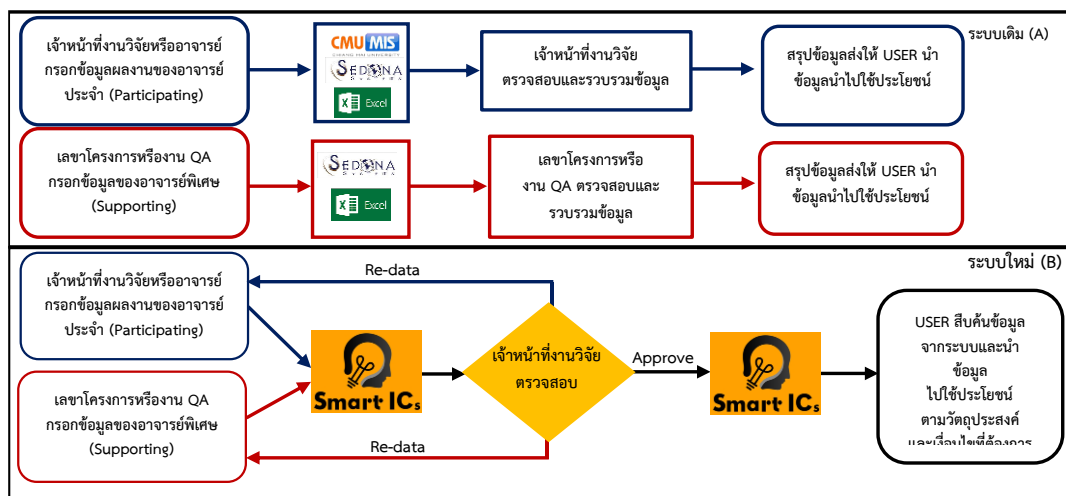 ระบบเดิม (A)
เจ้าหน้าที่งานวิจัยหรืออาจารย์
กรอกข้อมูลผลงานของอาจารย์
ประจำ (Participating)
CMU MIS
SEDONA
Excel
เจ้าหน้าที่งานวิจัย
ตรวจสอบและรวบรวมข้อมูล
สรุปข้อมูลส่งให้ USER นำ
ข้อมูลนำไปใช้ประโยชน์
เลขาโครงการหรืองาน QA
กรอกข้อมูลของอาจารย์พิเศษ
(Supporting)
SEDONA
Excel
เลขาโครงการหรือ
งาน QA ตรวจสอบและ
รวบรวมข้อมูล
สรุปข้อมูลส่งให้ USER นำ
ข้อมูลนำไปใช้ประโยชน์
ระบบใหม่ (B)
เจ้าหน้าที่งานวิจัยหรืออาจารย์
กรอกข้อมูลผลงานของอาจารย์
ประจำ (Participating)
Re-data
Smart ICs
เจ้าหน้าที่งานวิจัย
ตรวจสอบ
Approve
Smart ICs
USER สืบค้นข้อมูล
จากระบบและนำ
ข้อมูล
ไปใช้ประโยชน์
ตามวัตถุประสงค์
และเงื่อนไขที่ต้องการ
เลขาโครงการหรืองาน QA
กรอกข้อมูลของอาจารย์พิเศษ
(Supporting)
Re-data